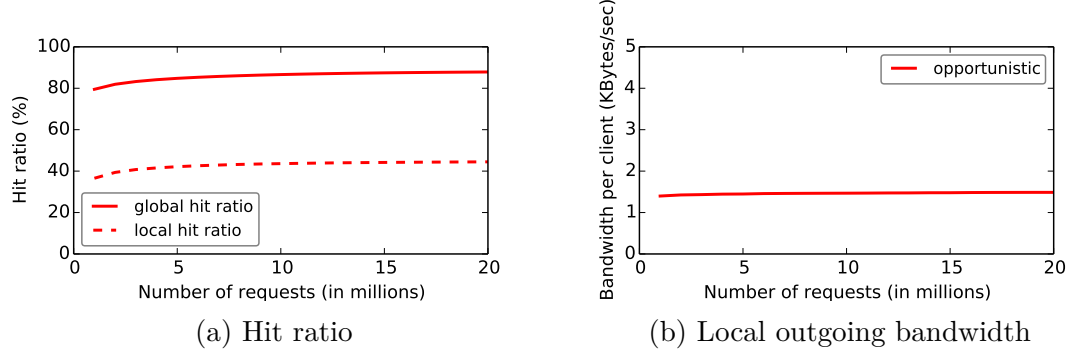 100
80
60
40
20
0
Hit ratio (%)
global hit ratio
local hit ratio
0 5 10 15 20
Number of requests (in millions)
(a) Hit ratio
5
4
3
2
1
0
Bandwidth per client (KBytes/sec)
opportunistic
0 5 10 15 20
Number of requests (in millions)
(b) Local outgoing bandwidth